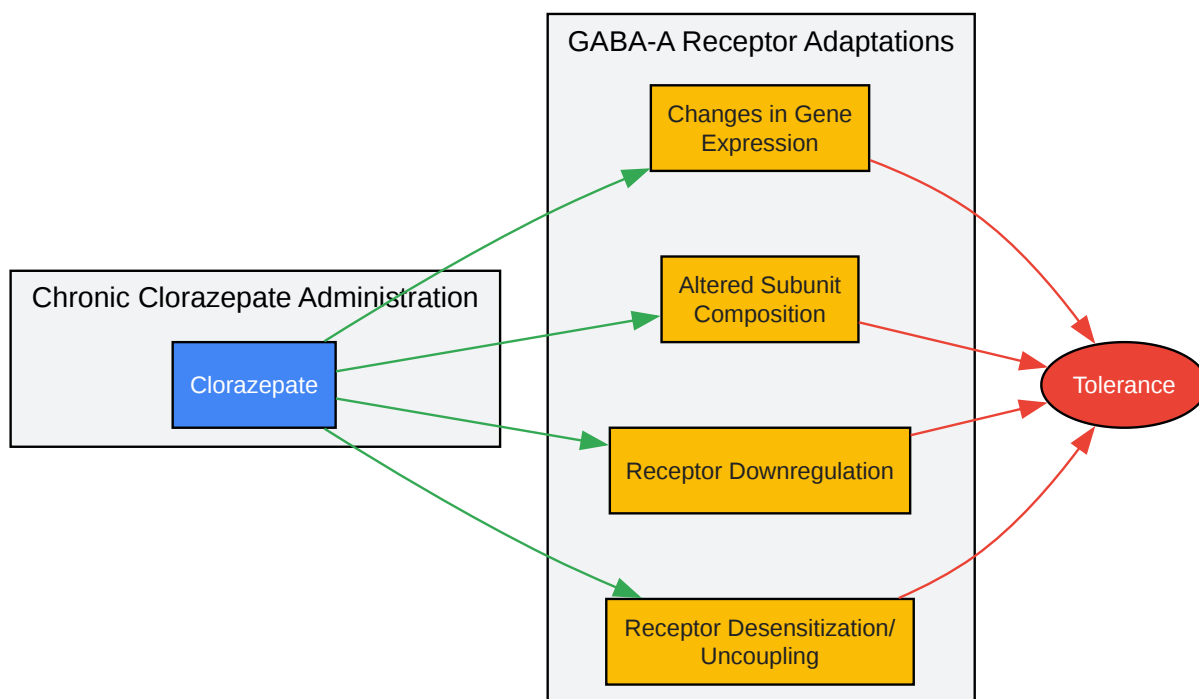 GABA-A Receptor Adaptations
Changes in Gene
Expression
Chronic Clorazepate Administration
Clorazepate
Altered Subunit
Composition
Tolerance
Receptor Downregulation
Receptor Desensitization/
Uncoupling